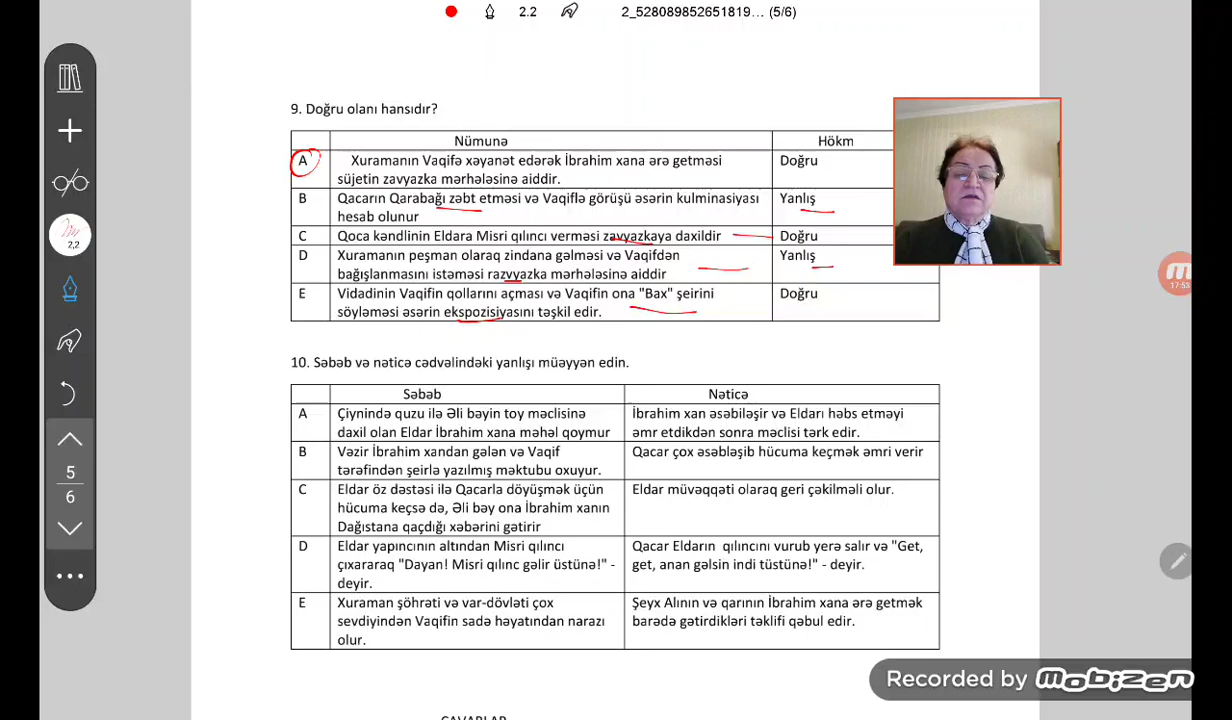 2.2
2_528089852651819... (5/6)
9. Doğru olanı hansıdır?
Nümunə
Hökm
A
Xuramanın Vaqifə xəyanət edərək İbrahim xana ərə getməsi
süjetin zavyazka mərhələsinə aiddir.
Doğru
B
Qacarın Qarabağı zəbt etməsi və Vaqiflə görüşü əsərin kulminasiyası
hesab olunur
Yanlış
C
Qoca kəndlinin Eldara Misri qılıncı verməsi zavyazkaya daxildir
Doğru
D
Xuramanın peşman olaraq zindana gəlməsi və Vaqifdən
bağışlanmasını istəməsi razvyazka mərhələsinə aiddir
Yanlış
E
Vidadinin Vaqifin qollarını açması və Vaqifin ona "Bax" şeirini
söyləməsi əsərin ekspozisiyasını təşkil edir.
Doğru
10. Səbəb və nəticə cədvəlindəki yanlışı müəyyən edin.
Səbəb
Nəticə
A
Çiynində quzu ilə Əli bəyin toy məclisinə
daxil olan Eldar İbrahim xana məhəl qoymur
İbrahim xan əsəbiləşir və Eldarı həbs etməyi
əmr etdikdən sonra məclisi tərk edir.
B
Vəzir İbrahim xandan gələn və Vaqif
tərəfindən şeirlə yazılmış məktubu oxuyur.
Qacar çox əsəbləşib hücuma keçmək əmri verir
C
Eldar öz dəstəsi ilə Qacarla döyüşmək üçün
hücuma keçsə də, Əli bəy ona İbrahim xanın
Dağıstana qaçdığı xəbərini gətirir
Eldar müvəqqəti olaraq geri çəkilməli olur.
D
Eldar yapıncının altından Misri qılıncı
çıxararaq "Dayan! Misri qılınc gəlir üstünə!" -
deyir.
Qacar Eldarın qılıncını vurub yerə salır və "Get,
get, anan gəlsin indi tüstünə!" - deyir.
E
Xuraman şöhrəti və var-dövləti çox
sevdiyindən Vaqifin sadə həyatından narazı
olur.
Şeyx Alının və qarının İbrahim xana ərə getmək
barədə gətirdikləri təklifi qəbul edir.
2,2
5
6
17:53
Recorded by mobizen